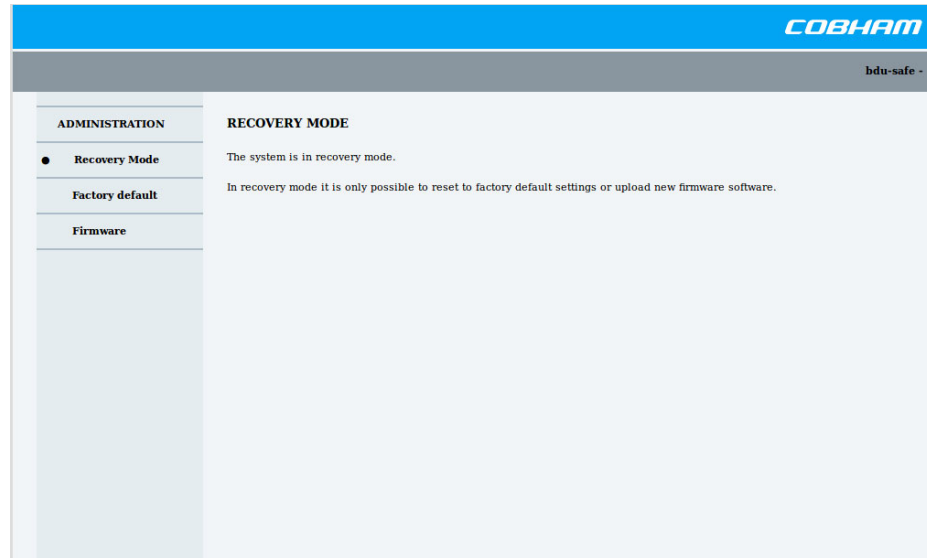 COBHAM
bdu-safe -
ADMINISTRATION
Recovery Mode
Factory default
Firmware
RECOVERY MODE
The system is in recovery mode.
In recovery mode it is only possible to reset to factory default settings or upload new firmware software.